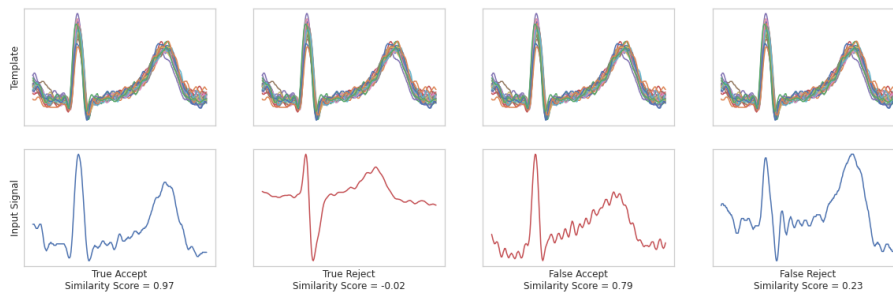 Template
Input Signal
True Accept
Similarity Score = 0.97
True Reject
Similarity Score = -0.02
False Accept
Similarity Score = 0.79
False Reject
Similarity Score = 0.23